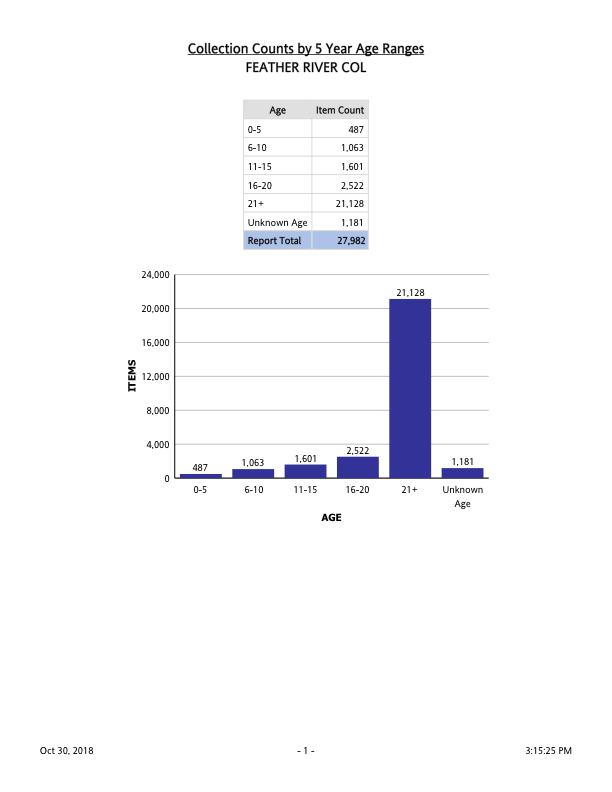 Collection Counts by 5 Year Age Ranges
FEATHER RIVER COL
Age Item Count
0-5 487
6-10 1,063
11-15 1,601
16-20 2,522
21+ 21,128
Unknown Age 1,181
Report Total 27,982
24,000
20,000
16,000
12,000
8,000
4,000
0
ITEMS
487
1,063
1,601
2,522
21,128
1,181
0-5 6-10 11-15 16-20 21+ Unknown
Age
AGE
Oct 30, 2018 - 1 - 3:15:25 PM